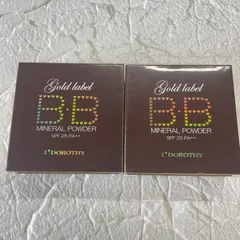 Gold label
BB
MINERAL POWDER
SPF 25 PA++
I*DOROTHY
Gold label
BB
MINERAL POWDER
SPF 25 PA++
I*DOROTHY